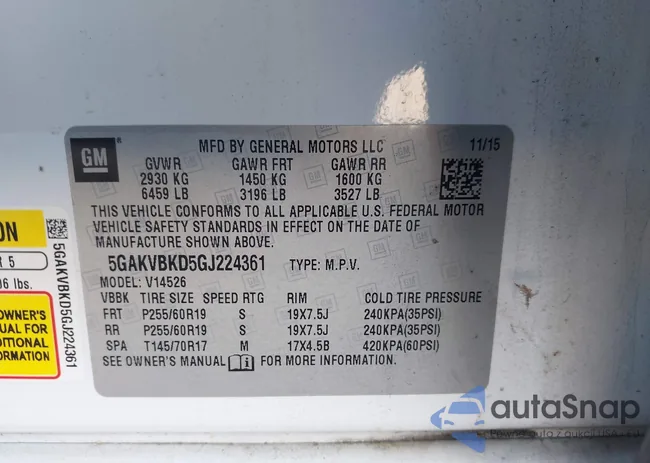 GM
MFD BY GENERAL MOTORS LLC 11/15
GVWR GAWR FRT GAWR RR
2930 KG 1450 KG 1600 KG
6459 LB 3196 LB 3527 LB
THIS VEHICLE CONFORMS TO ALL APPLICABLE U.S. FEDERAL MOTOR
VEHICLE SAFETY STANDARDS IN EFFECT ON THE DATE OF
MANUFACTURE SHOWN ABOVE.
5GAKVBKD5GJ224361 TYPE: M.P.V.
MODEL: V14526
VBBK TIRE SIZE SPEED RTG RIM COLD TIRE PRESSURE
FRT P255/60R19 S 19X7.5J 240KPA(35PSI)
RR P255/60R19 S 19X7.5J 240KPA(35PSI)
SPA T145/70R17 M 17X4.5B 420KPA(60PSI)
SEE OWNER'S MANUAL FOR MORE INFORMATION.
ON
R 5
06 lbs.
OWNER'S
MANUAL FOR
ADDITIONAL
5GAKVBKD5GJ224361
autoSnap